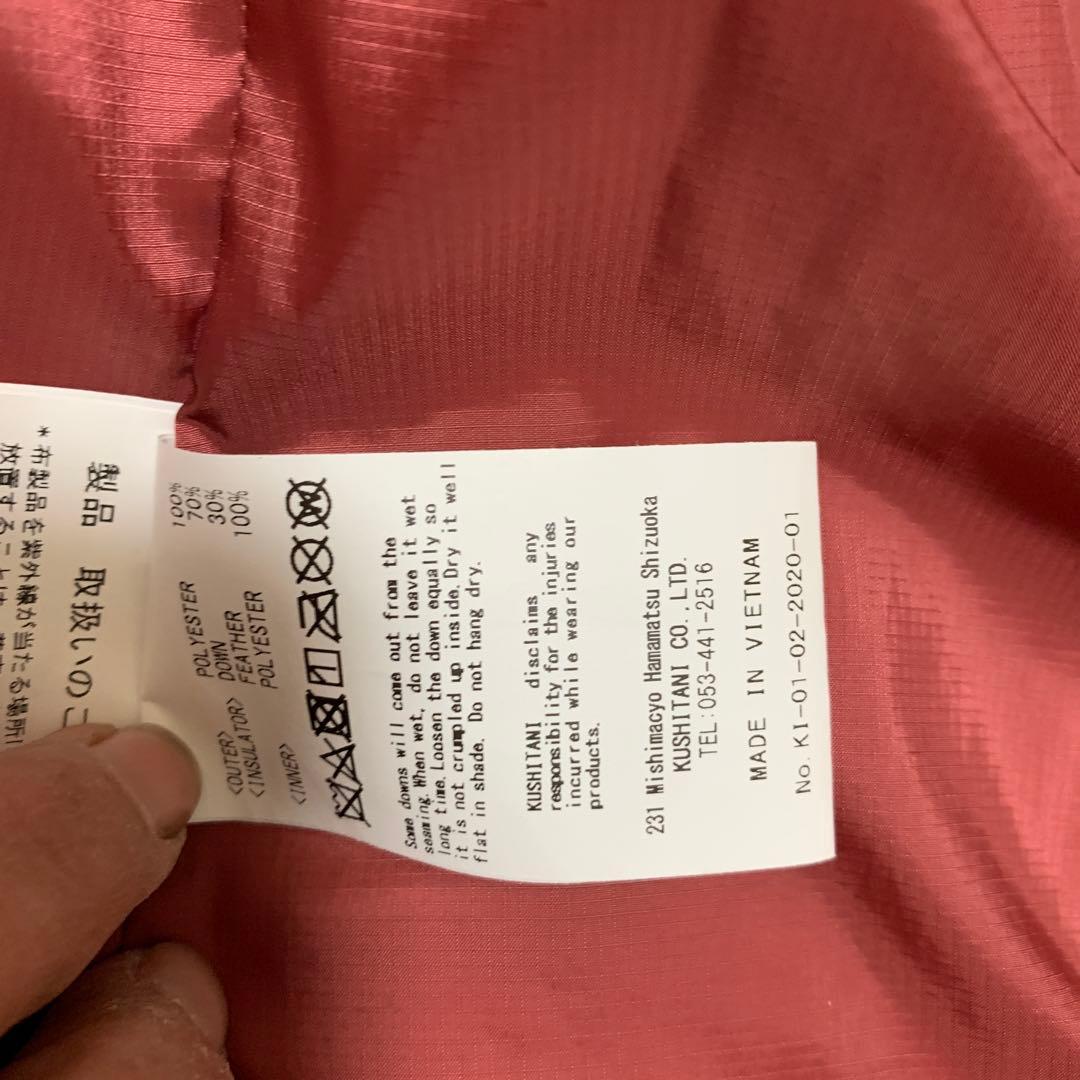 製品 取扱いのこ
*布製品を紫外線が当たる場所に
放置することは
<OUTER> POLYESTER 100%
<INSULATOR> DOWN 70%
FEATHER 30%
<INNER> POLYESTER 100%
Some downs will come out from the
seaming. When wet, do not leave it wet
long time. Loosen the down equally so
it is not crumpled up inside. Dry it well
flat in shade. Do not hang dry.
KUSHITANI disclaims any
responsibility for the injuries
incurred while wearing our
products.
231 Mishimacyo Hamamatsu Shizuoka
KUSHITANI CO.,LTD.
TEL:053-441-2516
MADE IN VIETNAM
No. KI-01-02-2020-01